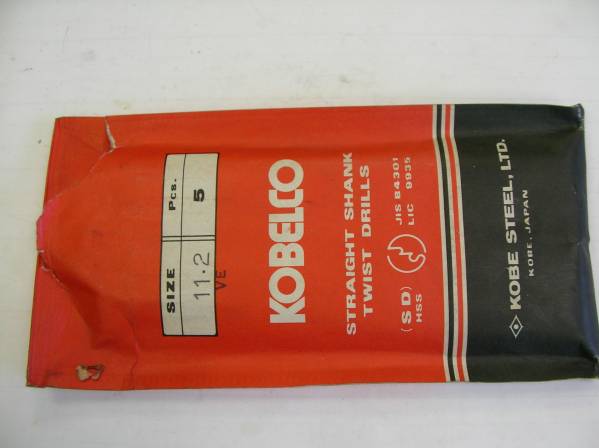 SIZE Pcs.
11.2 5
VE
KOBELCO
STRAIGHT SHANK
TWIST DRILLS
(SD) JIS B4301
HSS LIC 9935
KOBE STEEL, LTD.
KOBE, JAPAN